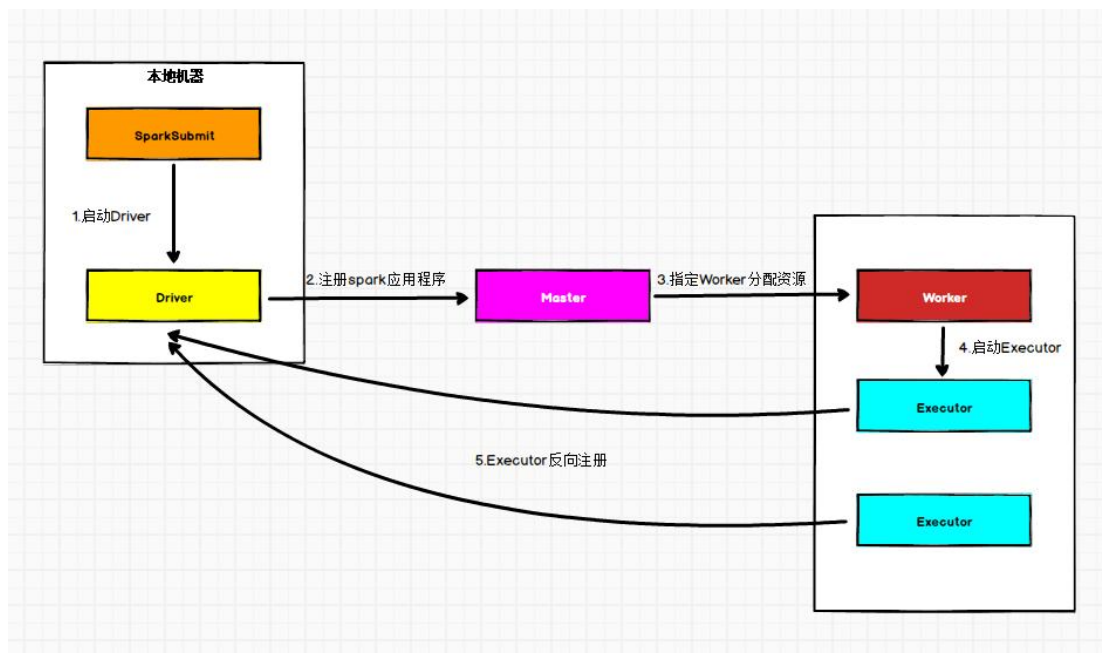 本地机器
SparkSubmit
1.启动Driver
Driver
2.注册spark应用程序
Master
3.指定Worker分配资源
Worker
4.启动Executor
Executor
5.Executor反向注册
Executor